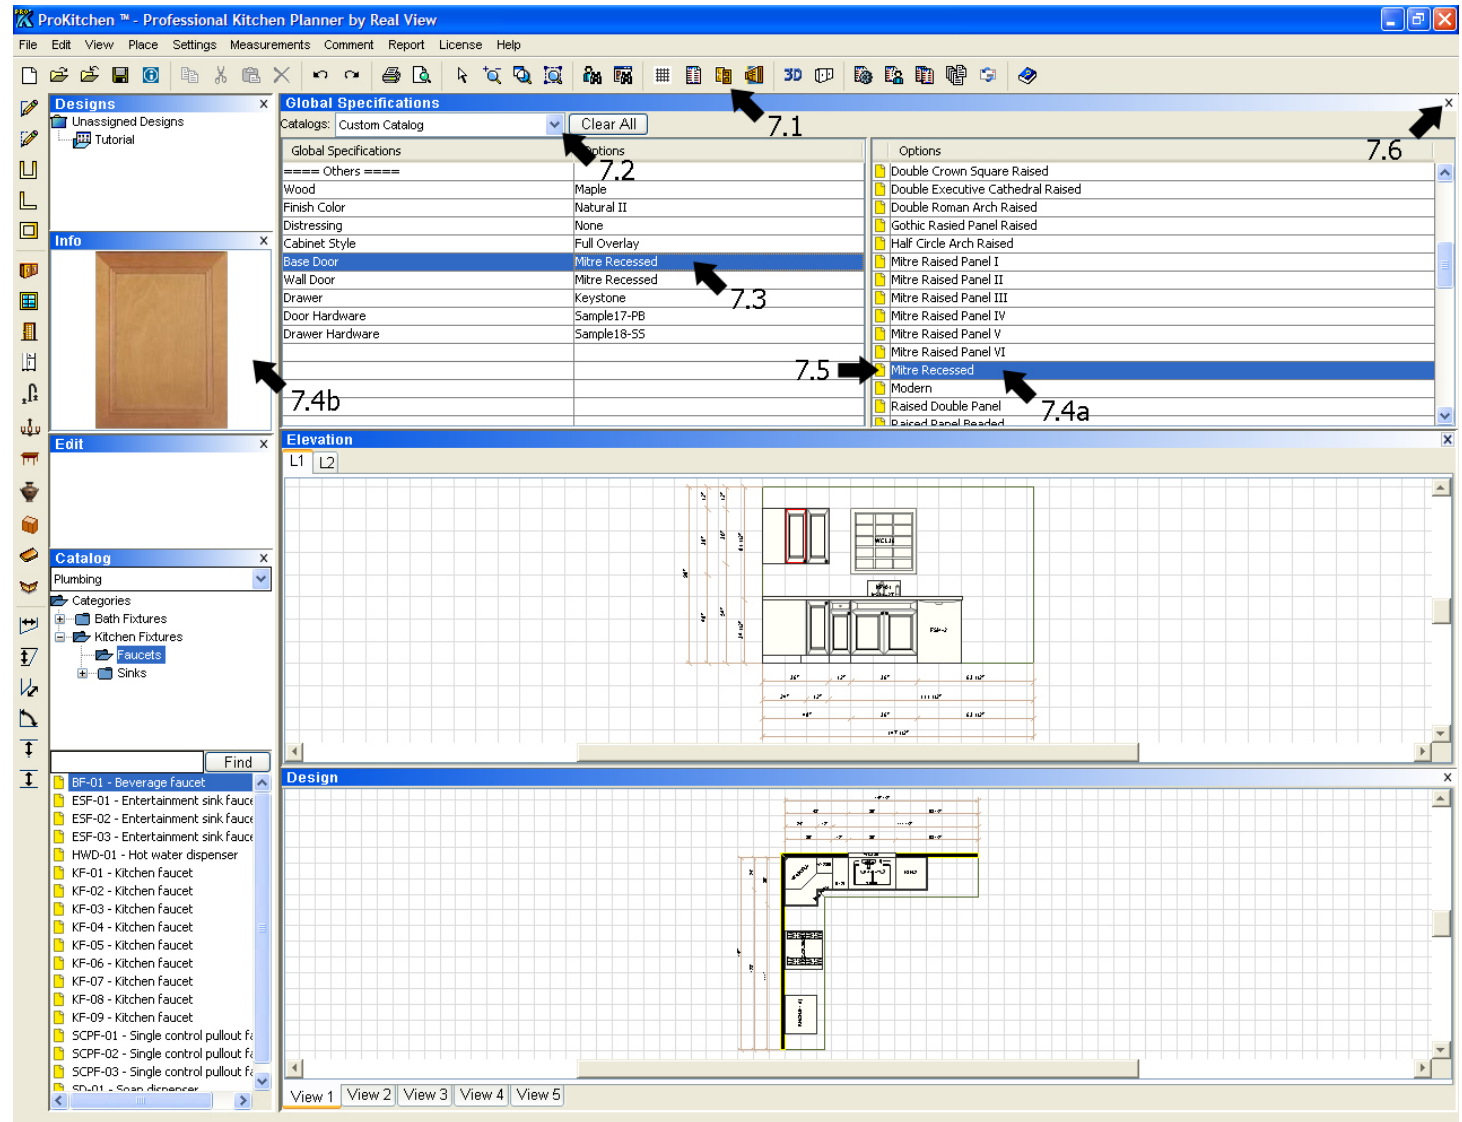 ProKitchen ™ - Professional Kitchen Planner by Real View
File Edit View Place Settings Measurements Comment Report License Help
3D
7.1
Designs x
Unassigned Designs
Tutorial
Info x
7.4b
Edit x
Catalog x
Plumbing
Categories
Bath Fixtures
Kitchen Fixtures
Faucets
Sinks
Find
BF-01 - Beverage faucet
ESF-01 - Entertainment sink fauce
ESF-02 - Entertainment sink fauce
ESF-03 - Entertainment sink fauce
HWD-01 - Hot water dispenser
KF-01 - Kitchen faucet
KF-02 - Kitchen faucet
KF-03 - Kitchen faucet
KF-04 - Kitchen faucet
KF-05 - Kitchen faucet
KF-06 - Kitchen faucet
KF-07 - Kitchen faucet
KF-08 - Kitchen faucet
KF-09 - Kitchen faucet
SCPF-01 - Single control pullout fa
SCPF-02 - Single control pullout fa
SCPF-03 - Single control pullout fa
SD-01 - Soap dispenser
Global Specifications x
7.6
Catalogs: Custom Catalog Clear All
7.2
Global Specifications Options
==== Others ====
Wood Maple
Finish Color Natural II
Distressing None
Cabinet Style Full Overlay
Base Door Mitre Recessed
Wall Door Mitre Recessed
Drawer Keystone
Door Hardware Sample17-PB
Drawer Hardware Sample18-SS
7.3
Options
Double Crown Square Raised
Double Executive Cathedral Raised
Double Roman Arch Raised
Gothic Rasied Panel Raised
Half Circle Arch Raised
Mitre Raised Panel I
Mitre Raised Panel II
Mitre Raised Panel III
Mitre Raised Panel IV
Mitre Raised Panel V
Mitre Raised Panel VI
7.5 Mitre Recessed
Modern
Raised Double Panel
Raised Panel Beaded
7.4a
Elevation x
L1 L2
Design x
View 1 View 2 View 3 View 4 View 5